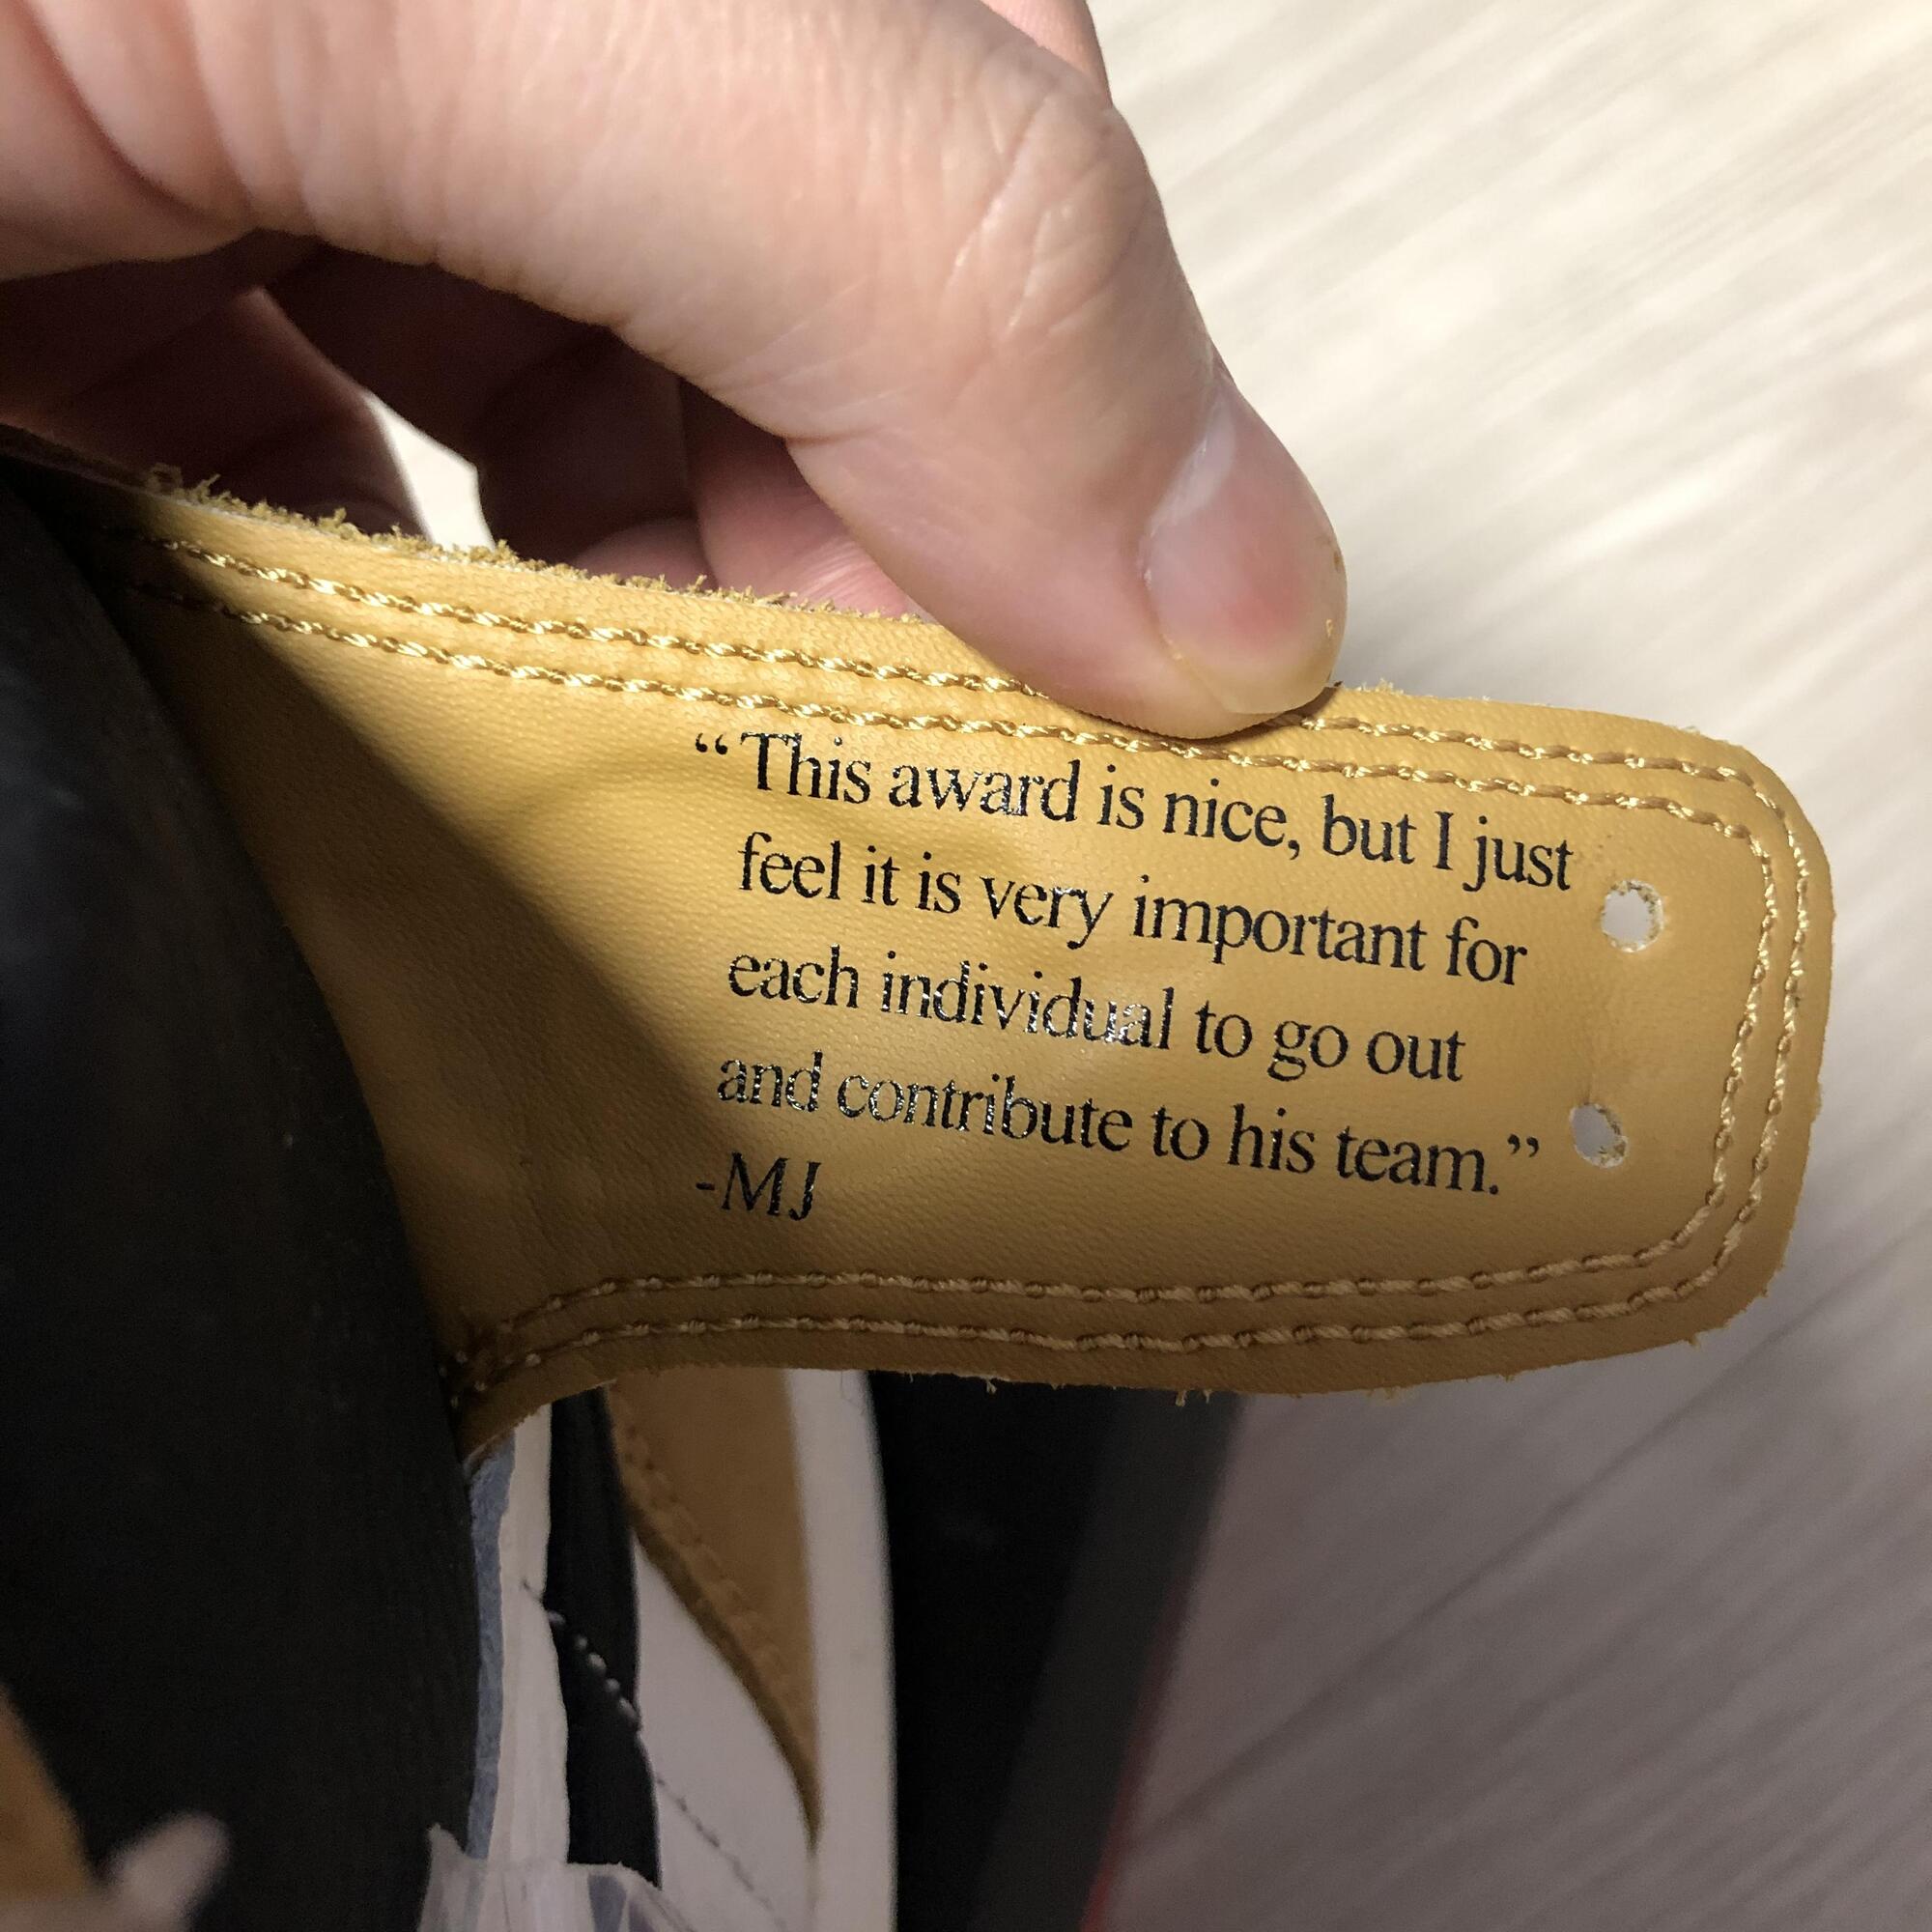 “This award is nice, but I just
feel it is very important for
each individual to go out
and contribute to his team.”
-MJ